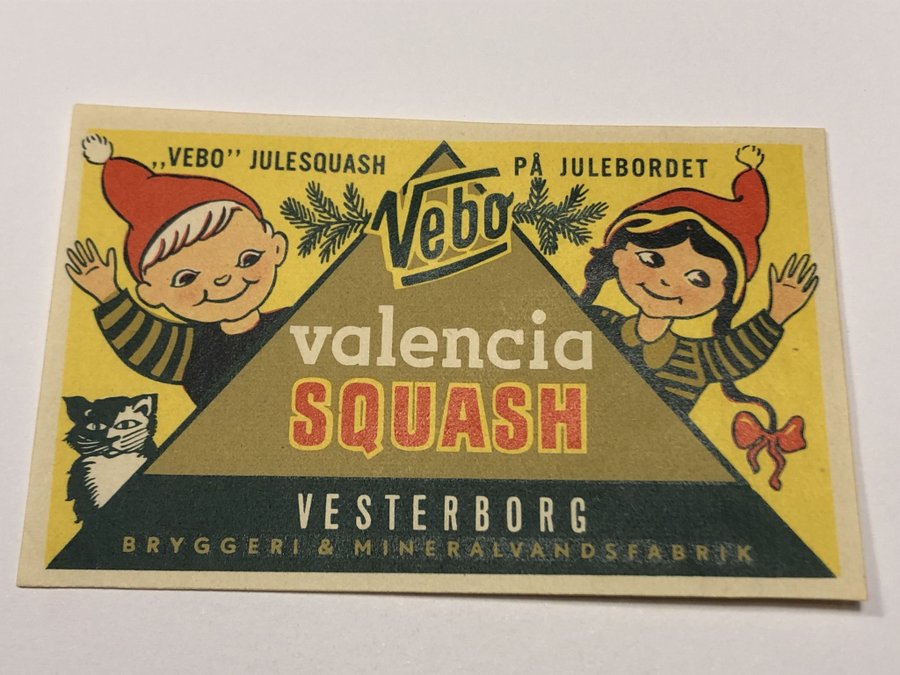 „VEBO” JULESQUASH PÅ JULEBORDET
Vebo
valencia
SQUASH
VESTERBORG
BRYGGERI & MINERALVANDSFABRIK